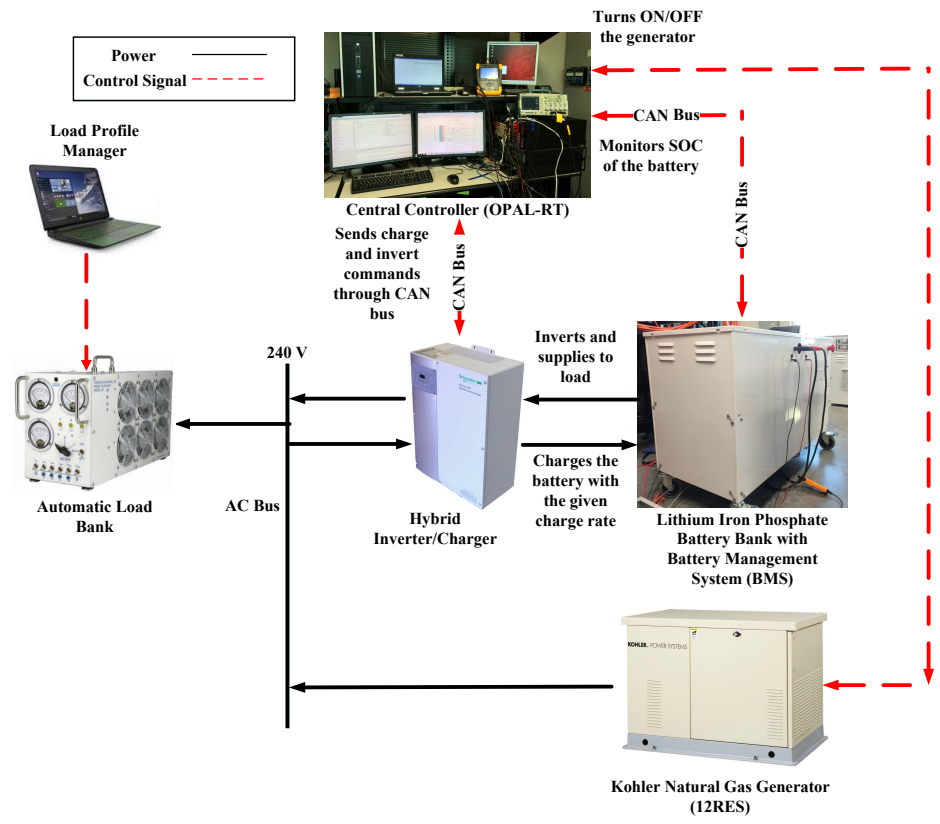 Turns ON/OFF
the generator
Power
Control Signal
CAN Bus
Load Profile
Manager
Monitors SOC
of the battery
CAN Bus
Central Controller (OPAL-RT)
Sends charge
and invert
commands
through CAN
bus
CAN Bus
240 V
Inverts and
supplies to
load
Automatic Load
Bank
AC Bus
Hybrid
Inverter/Charger
Charges the
battery with
the given
charge rate
Lithium Iron Phosphate
Battery Bank with
Battery Management
System (BMS)
KOHLER POWER SYSTEMS
Kohler Natural Gas Generator
(12RES)